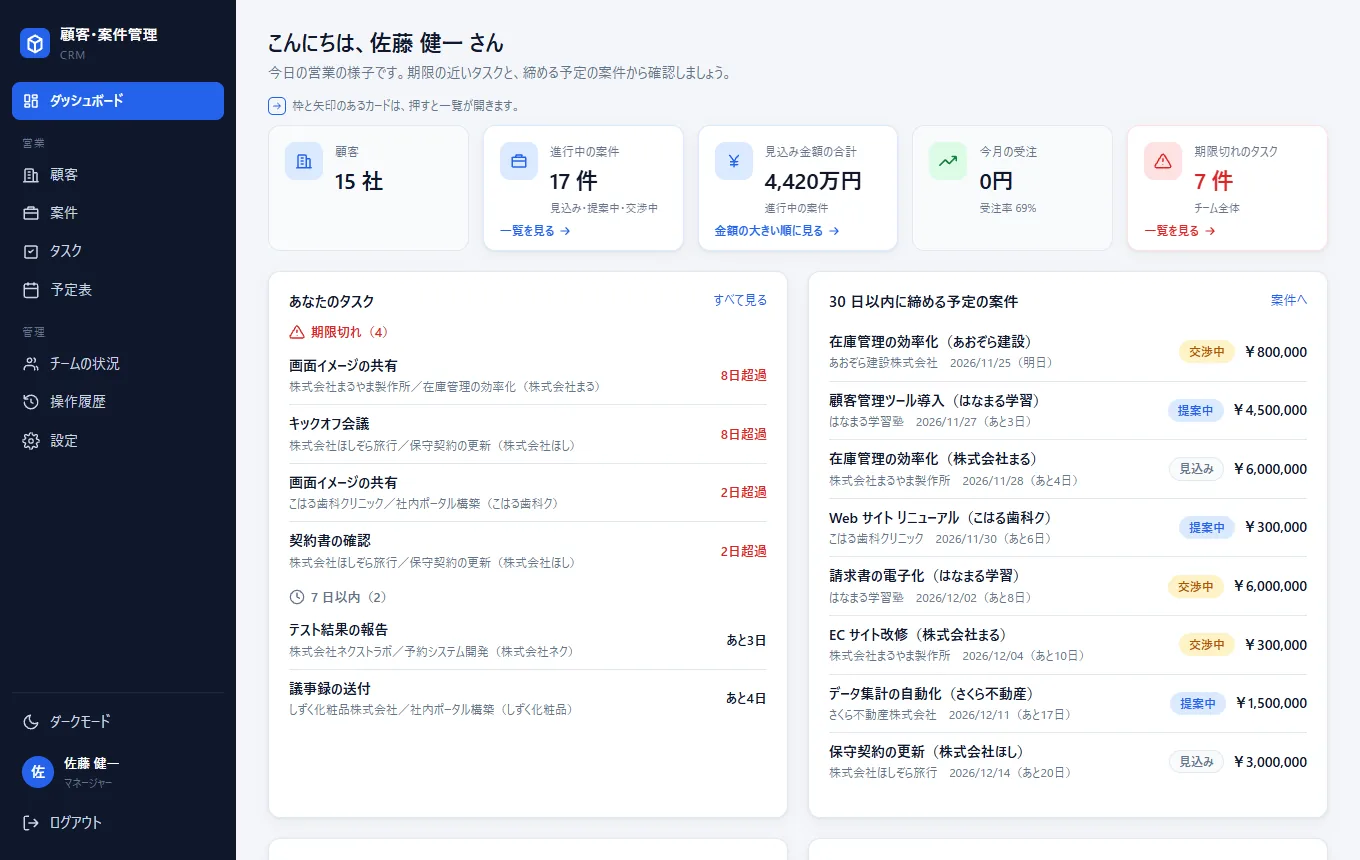 顧客・案件管理
CRM
ダッシュボード
営業
顧客
案件
タスク
予定表
管理
チームの状況
操作履歴
設定
ダークモード
佐
佐藤 健一
マネージャー
ログアウト
こんにちは、佐藤 健一 さん
今日の営業の様子です。期限の近いタスクと、締める予定の案件から確認しましょう。
枠と矢印のあるカードは、押すと一覧が開きます。
顧客
15 社
進行中の案件
17 件
見込み・提案中・交渉中
一覧を見る →
¥
見込み金額の合計
4,420万円
進行中の案件
金額の大きい順に見る →
今月の受注
0円
受注率 69%
期限切れのタスク
7 件
チーム全体
一覧を見る →
あなたのタスク
すべて見る
期限切れ（4）
画面イメージの共有
株式会社まるやま製作所／在庫管理の効率化（株式会社まる）
8日超過
キックオフ会議
株式会社ほしぞら旅行／保守契約の更新（株式会社ほし）
8日超過
画面イメージの共有
こはる歯科クリニック／社内ポータル構築（こはる歯科ク）
2日超過
契約書の確認
株式会社ほしぞら旅行／保守契約の更新（株式会社ほし）
2日超過
7 日以内（2）
テスト結果の報告
株式会社ネクストラボ／予約システム開発（株式会社ネク）
あと3日
議事録の送付
しずく化粧品株式会社／社内ポータル構築（しずく化粧品）
あと4日
30 日以内に締める予定の案件
案件へ
在庫管理の効率化（あおぞら建設）
あおぞら建設株式会社　2026/11/25（明日）
交渉中
￥800,000
顧客管理ツール導入（はなまる学習）
はなまる学習塾　2026/11/27（あと3日）
提案中
￥4,500,000
在庫管理の効率化（株式会社まる）
株式会社まるやま製作所　2026/11/28（あと4日）
見込み
￥6,000,000
Web サイト リニューアル（こはる歯科ク）
こはる歯科クリニック　2026/11/30（あと6日）
提案中
￥300,000
請求書の電子化（はなまる学習）
はなまる学習塾　2026/12/02（あと8日）
交渉中
￥6,000,000
EC サイト改修（株式会社まる）
株式会社まるやま製作所　2026/12/04（あと10日）
交渉中
￥300,000
データ集計の自動化（さくら不動産）
さくら不動産株式会社　2026/12/11（あと17日）
提案中
￥1,500,000
保守契約の更新（株式会社ほし）
株式会社ほしぞら旅行　2026/12/14（あと20日）
見込み
￥3,000,000